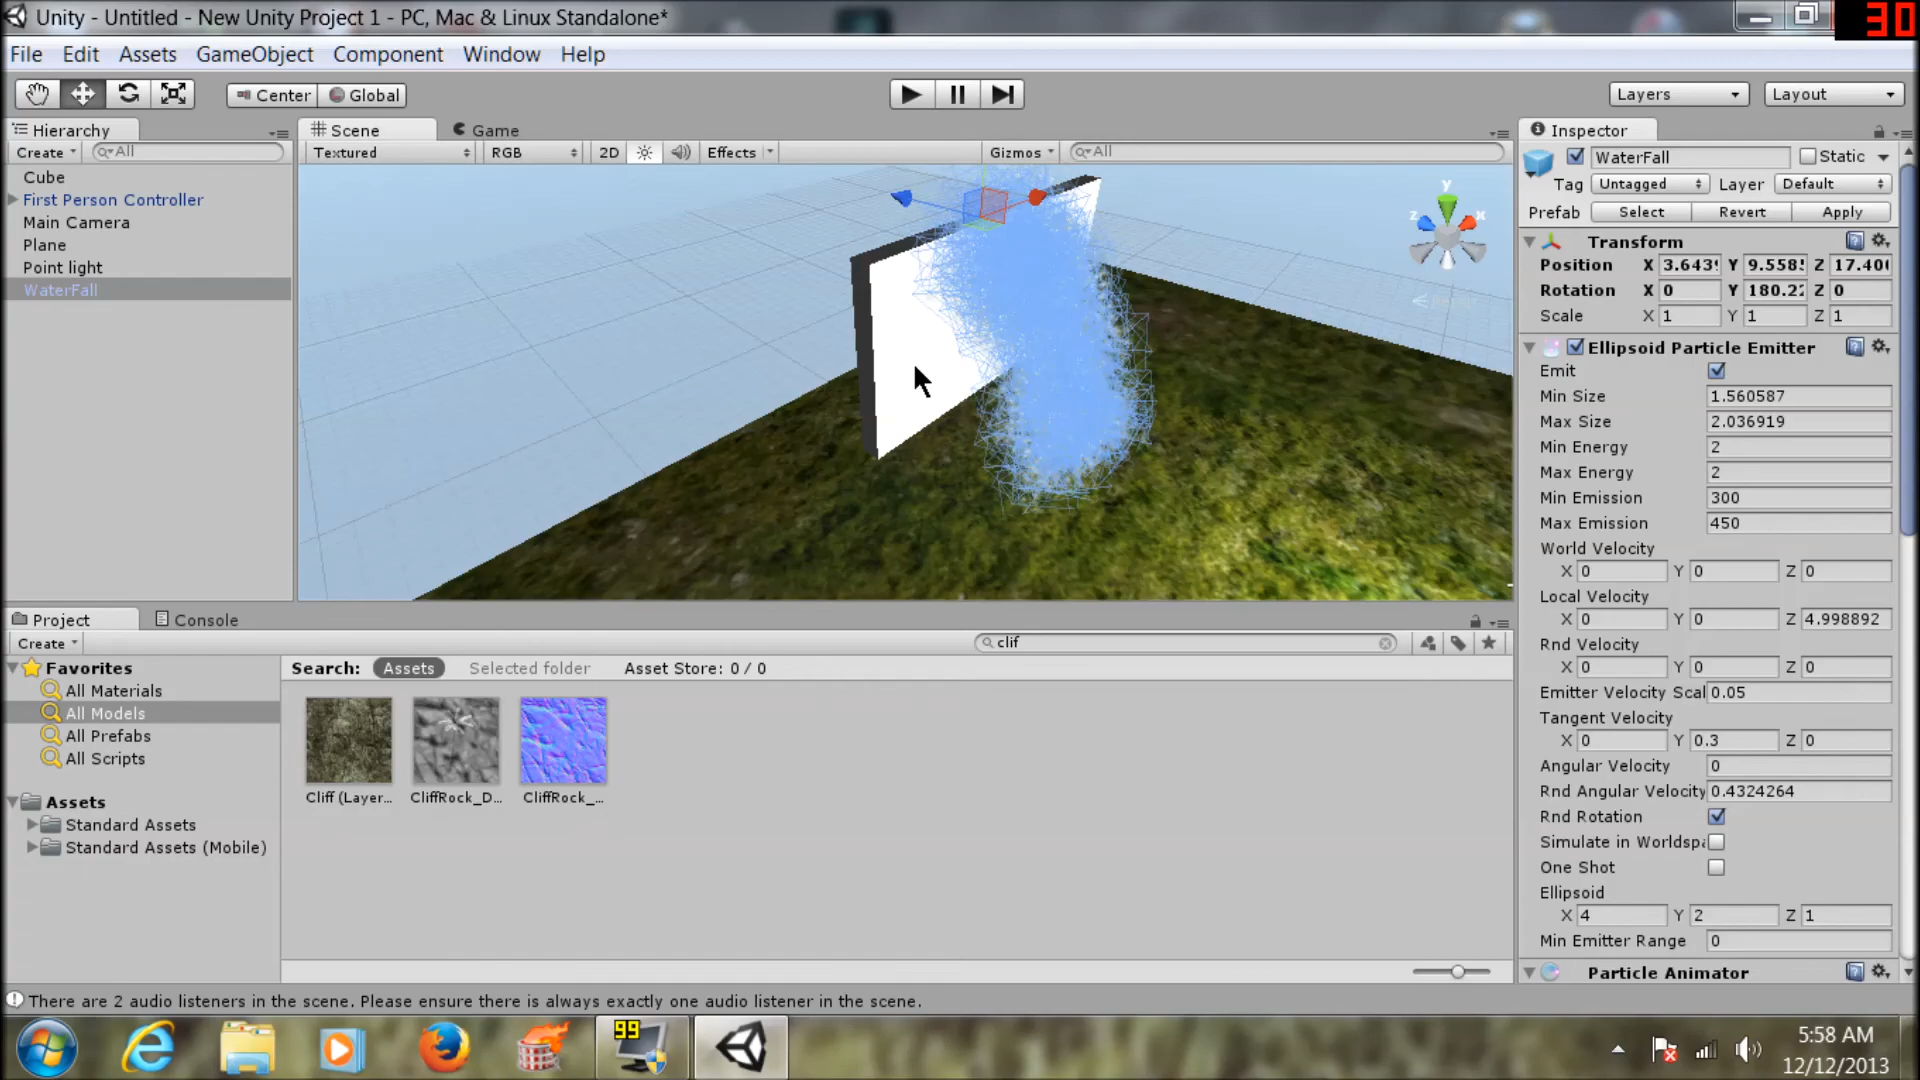 Unity - Untitled - New Unity Project 1 - PC, Mac & Linux Standalone*
30
File Edit Assets GameObject Component Window Help
Center Global Layers Layout
Hierarchy Scene Game Inspector
Create All Textured RGB 2D Effects Gizmos All
WaterFall Static
Cube
First Person Controller
Main Camera
Plane
Point light
WaterFall
y
z x
Tag Untagged Layer Default
Prefab Select Revert Apply
Transform
Position X 3.6439 Y 9.5585 Z 17.400
Rotation X 0 Y 180.22 Z 0
Scale X 1 Y 1 Z 1
Ellipsoid Particle Emitter
Emit
Min Size 1.560587
Max Size 2.036919
Min Energy 2
Max Energy 2
Min Emission 300
Max Emission 450
World Velocity
X 0 Y 0 Z 0
Local Velocity
X 0 Y 0 Z 4.998892
Rnd Velocity
X 0 Y 0 Z 0
Emitter Velocity Scal 0.05
Tangent Velocity
X 0 Y 0.3 Z 0
Angular Velocity 0
Rnd Angular Velocity 0.4324264
Rnd Rotation
Simulate in Worldspa
One Shot
Ellipsoid
X 4 Y 2 Z 1
Min Emitter Range 0
Particle Animator
Project Console
Create clif
Favorites
All Materials
All Models
All Prefabs
All Scripts
Assets
Standard Assets
Standard Assets (Mobile)
Search: Assets Selected folder Asset Store: 0 / 0
Cliff (Layer... CliffRock_D... CliffRock_...
There are 2 audio listeners in the scene. Please ensure there is always exactly one audio listener in the scene.
99
5:58 AM
12/12/2013